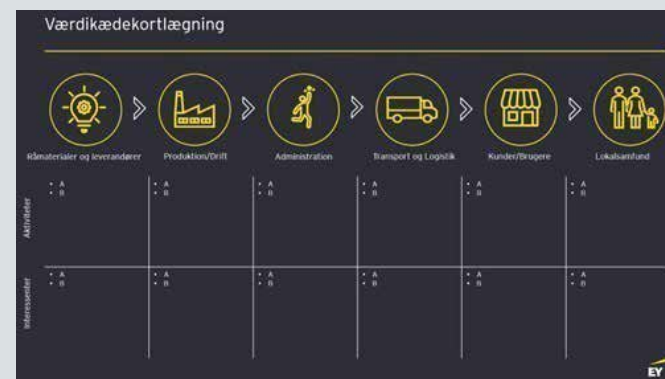 Værdikædekortlægning
Råmaterialer og leverandører
Produktion/Drift
Administration
Transport og Logistik
Kunder/Brugere
Lokalsamfund
Aktiviteter
• A
• B
• A
• B
• A
• B
• A
• B
• A
• B
• A
• B
Interessenter
• A
• B
• A
• B
• A
• B
• A
• B
• A
• B
• A
• B
EY